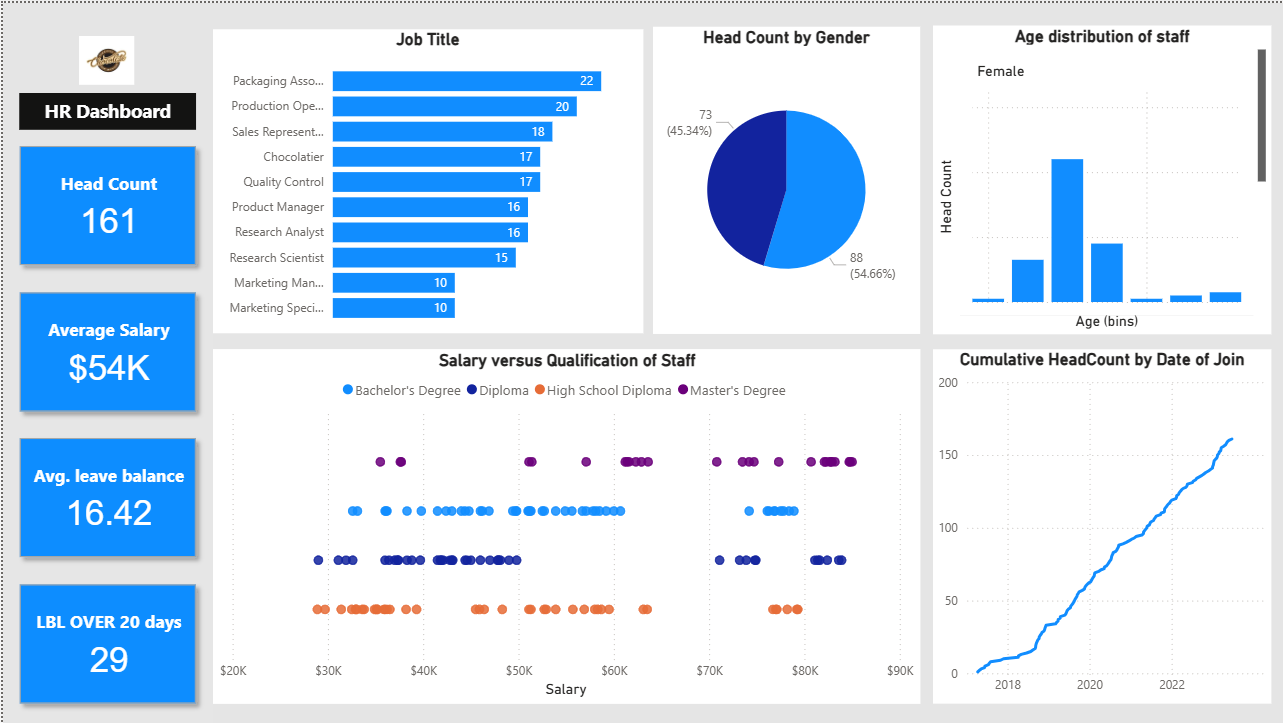 HR Dashboard
Head Count
161
Average Salary
$54K
Avg. leave balance
16.42
LBL OVER 20 days
29
Job Title
Packaging Asso... 22
Production Ope... 20
Sales Represent... 18
Chocolatier 17
Quality Control 17
Product Manager 16
Research Analyst 16
Research Scientist 15
Marketing Man... 10
Marketing Speci... 10
Head Count by Gender
73
(45.34%)
88
(54.66%)
Age distribution of staff
Female
Head Count
Age (bins)
Salary versus Qualification of Staff
Bachelor's Degree Diploma High School Diploma Master's Degree
$20K $30K $40K $50K $60K $70K $80K $90K
Salary
Cumulative HeadCount by Date of Join
200
150
100
50
0
2018 2020 2022